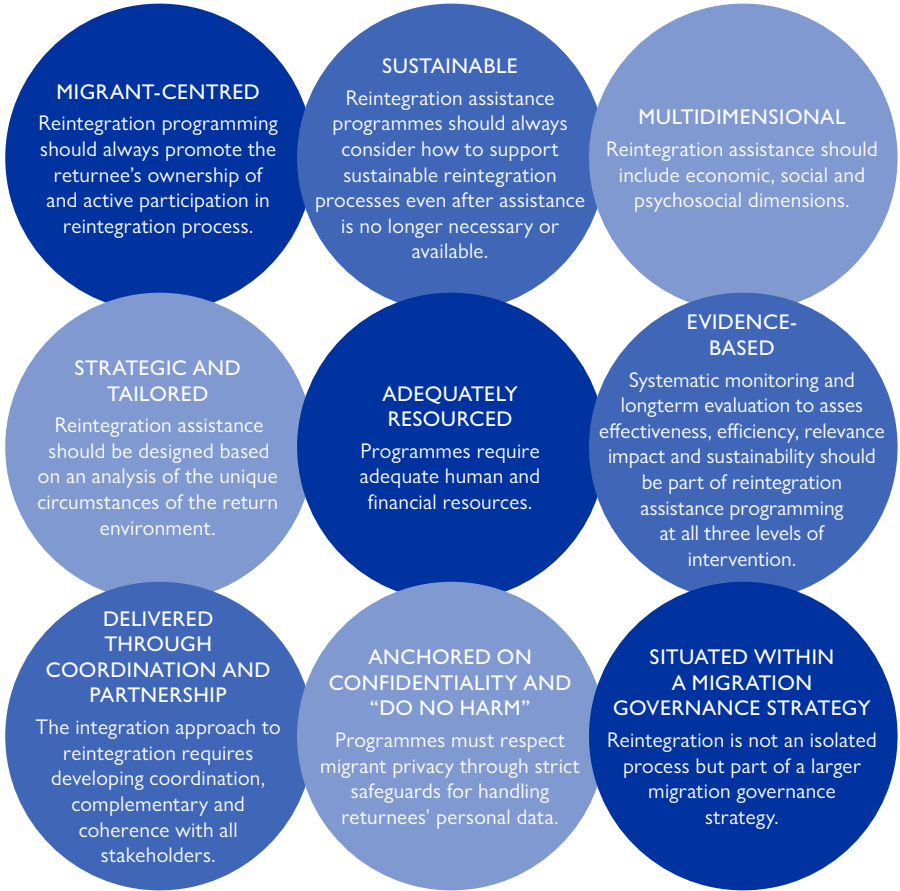 MIGRANT-CENTRED
Reintegration programming
should always promote the
returnee’s ownership of
and active participation in
reintegration process.
SUSTAINABLE
Reintegration assistance
programmes should always
consider how to support
sustainable reintegration
processes even after assistance
is no longer necessary or
available.
MULTIDIMENSIONAL
Reintegration assistance should
include economic, social and
psychosocial dimensions.
STRATEGIC AND
TAILORED
Reintegration assistance
should be designed based
on an analysis of the unique
circumstances of the return
environment.
ADEQUATELY
RESOURCED
Programmes require
adequate human and
financial resources.
EVIDENCE-
BASED
Systematic monitoring and
longterm evaluation to asses
effectiveness, efficiency, relevance
impact and sustainability should
be part of reintegration
assistance programming
at all three levels of
intervention.
DELIVERED
THROUGH
COORDINATION AND
PARTNERSHIP
The integration approach to
reintegration requires
developing coordination,
complementary and
coherence with all
stakeholders.
ANCHORED ON
CONFIDENTIALITY AND
“DO NO HARM”
Programmes must respect
migrant privacy through strict
safeguards for handling
returnees’ personal data.
SITUATED WITHIN
A MIGRATION
GOVERNANCE STRATEGY
Reintegration is not an isolated
process but part of a larger
migration governance
strategy.